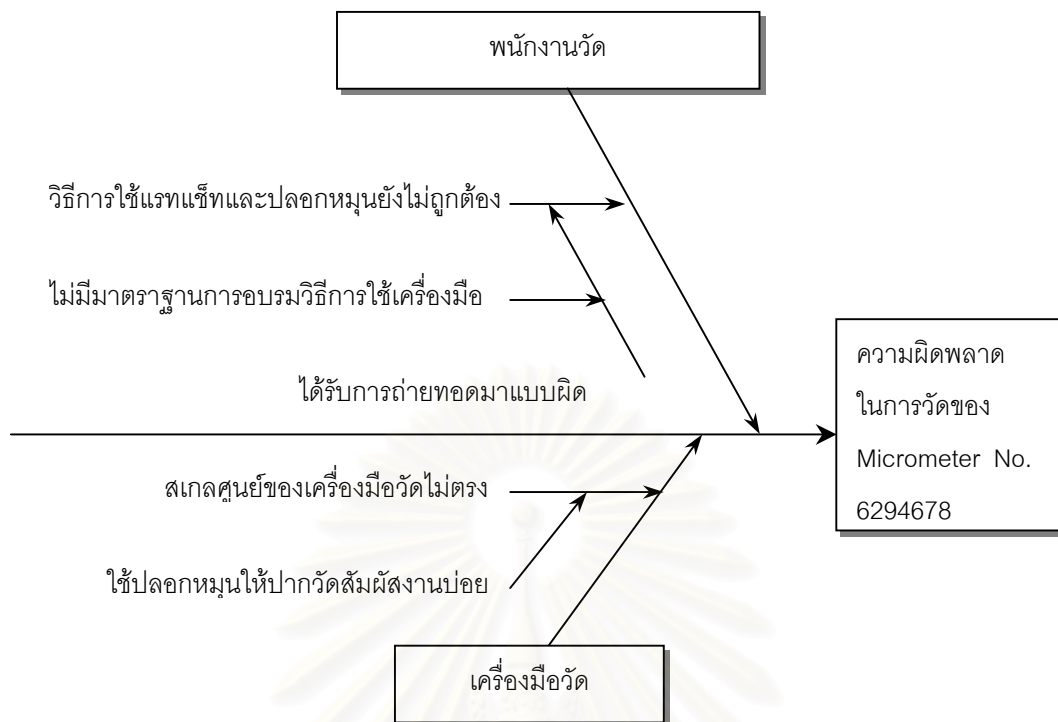 พนักงานวัด
วิธีการใช้แรทแช็ทและปลอกหมุนยังไม่ถูกต้อง
ไม่มีมาตราฐานการอบรมวิธีการใช้เครื่องมือ
ได้รับการถ่ายทอดมาแบบผิด
ความผิดพลาด
ในการวัดของ
Micrometer No.
6294678
สเกลศูนย์ของเครื่องมือวัดไม่ตรง
ใช้ปลอกหมุนให้ปากวัดสัมผัสงานบ่อย
เครื่องมือวัด